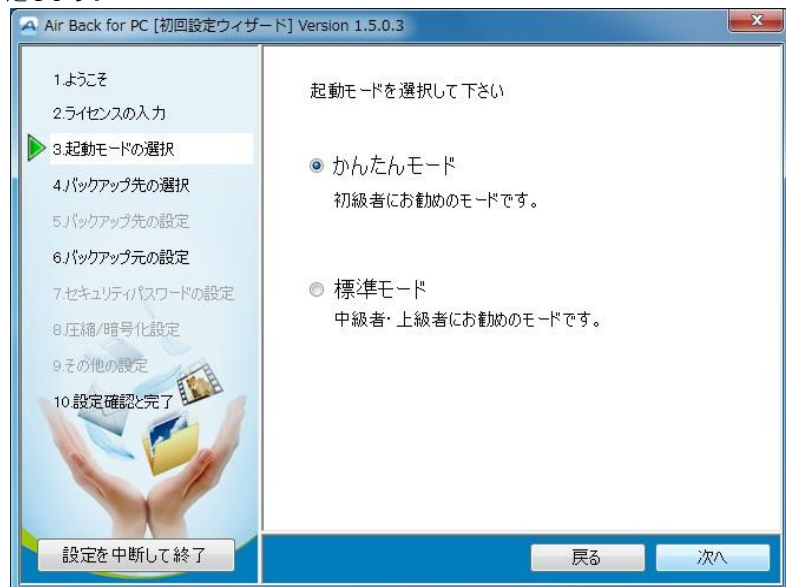 Air Back for PC [初回設定ウィザード] Version 1.5.0.3
1.ようこそ
2.ライセンスの入力
3.起動モードの選択
4.バックアップ先の選択
5.バックアップ先の設定
6.バックアップ元の設定
7.セキュリティパスワードの設定
8.圧縮/暗号化設定
9.その他の設定
10.設定確認と完了
設定を中断して終了
起動モードを選択して下さい
かんたんモード
初級者にお勧めのモードです。
標準モード
中級者・上級者にお勧めのモードです。
戻る
次へ